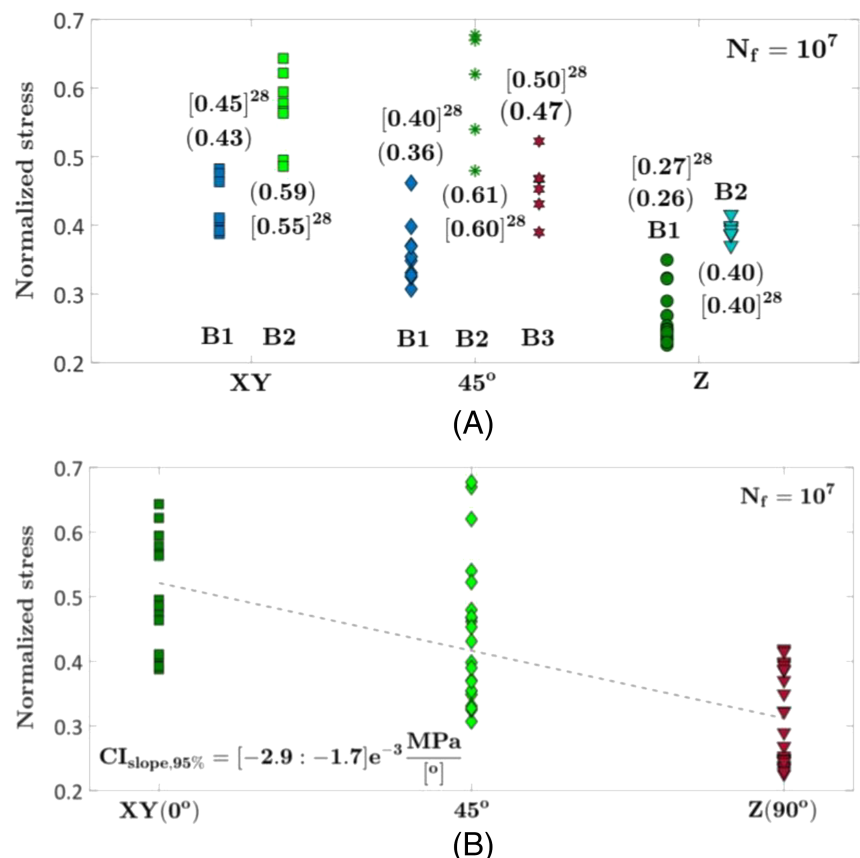 0.7
N_f = 10^7
0.6
[0.50]^28
[0.45]^28
[0.40]^28
(0.47)
(0.43)
(0.36)
0.5
[0.27]^28
(0.59)
(0.61)
(0.26)
B2
[0.55]^28
[0.60]^28
B1
0.4
(0.40)
[0.40]^28
0.3
B1 B2 B1 B2 B3
0.2
XY 45º Z
Normalized stress
(A)
0.7
N_f = 10^7
0.6
0.5
0.4
0.3
CI_slope,95% = [−2.9 : −1.7]e^−3 MPa/[º]
0.2
XY(0º) 45º Z(90º)
Normalized stress
(B)